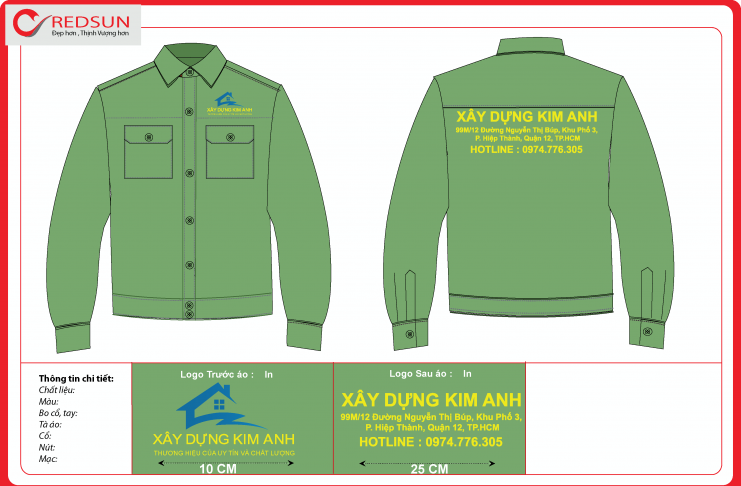 REDSUN
Đẹp hơn , Thịnh Vượng hơn
XÂY DỰNG KIM ANH
XÂY DỰNG KIM ANH
99M/12 Đường Nguyễn Thị Búp, Khu Phố 3,
P. Hiệp Thành, Quận 12, TP.HCM
HOTLINE : 0974.776.305
Thông tin chi tiết:
Chất liệu:
Màu:
Bo cổ, tay:
Tà áo:
Cổ:
Nút:
Mạc:
Logo Trước áo : In
XÂY DỰNG KIM ANH
THƯƠNG HIỆU CỦA UY TÍN VÀ CHẤT LƯỢNG
10 CM
Logo Sau áo : In
XÂY DỰNG KIM ANH
99M/12 Đường Nguyễn Thị Búp, Khu Phố 3,
P. Hiệp Thành, Quận 12, TP.HCM
HOTLINE : 0974.776.305
25 CM